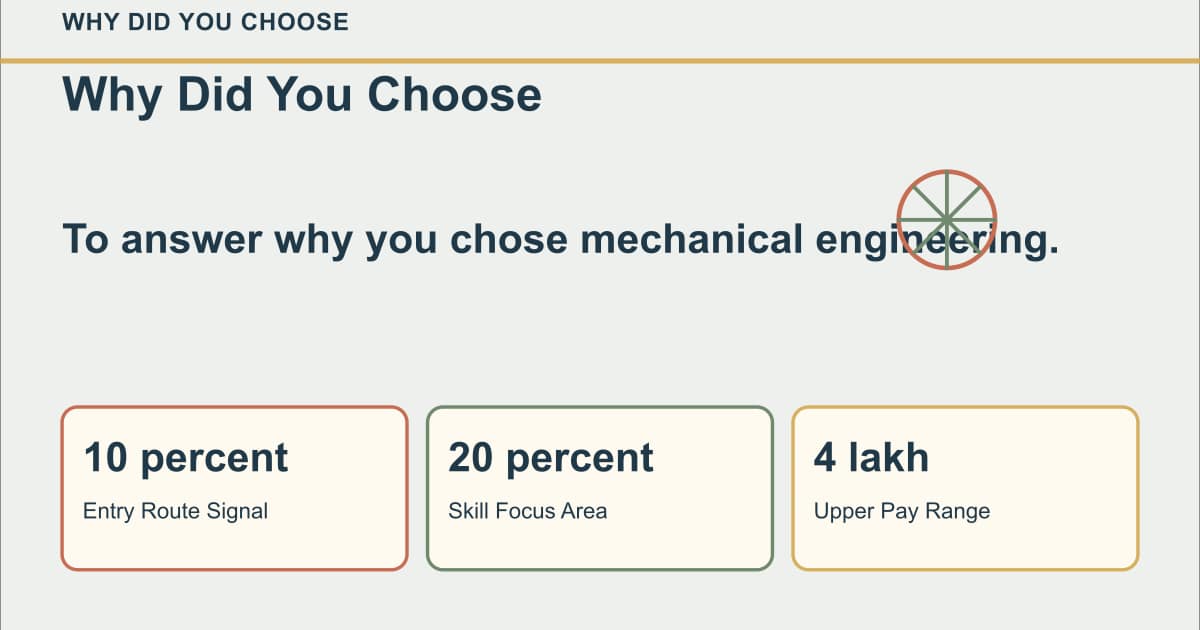 WHY DID YOU CHOOSE
Why Did You Choose
To answer why you chose mechanical engineering.
10 percent
Entry Route Signal
20 percent
Skill Focus Area
4 lakh
Upper Pay Range